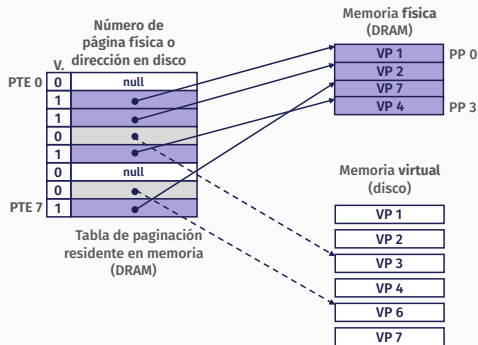 Número de
página física o
dirección en disco
V.
PTE 0
0
null
1
1
0
1
0
null
0
PTE 7
1
Tabla de paginación
residente en memoria
(DRAM)
Memoria física
(DRAM)
VP 1
PP 0
VP 2
VP 7
VP 4
PP 3
Memoria virtual
(disco)
VP 1
VP 2
VP 3
VP 4
VP 6
VP 7